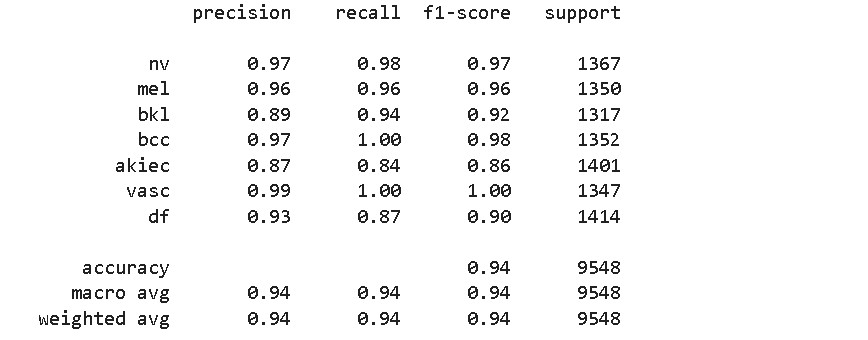 precision recall f1-score support
nv 0.97 0.98 0.97 1367
mel 0.96 0.96 0.96 1350
bkl 0.89 0.94 0.92 1317
bcc 0.97 1.00 0.98 1352
akiec 0.87 0.84 0.86 1401
vasc 0.99 1.00 1.00 1347
df 0.93 0.87 0.90 1414
accuracy 0.94 9548
macro avg 0.94 0.94 0.94 9548
weighted avg 0.94 0.94 0.94 9548